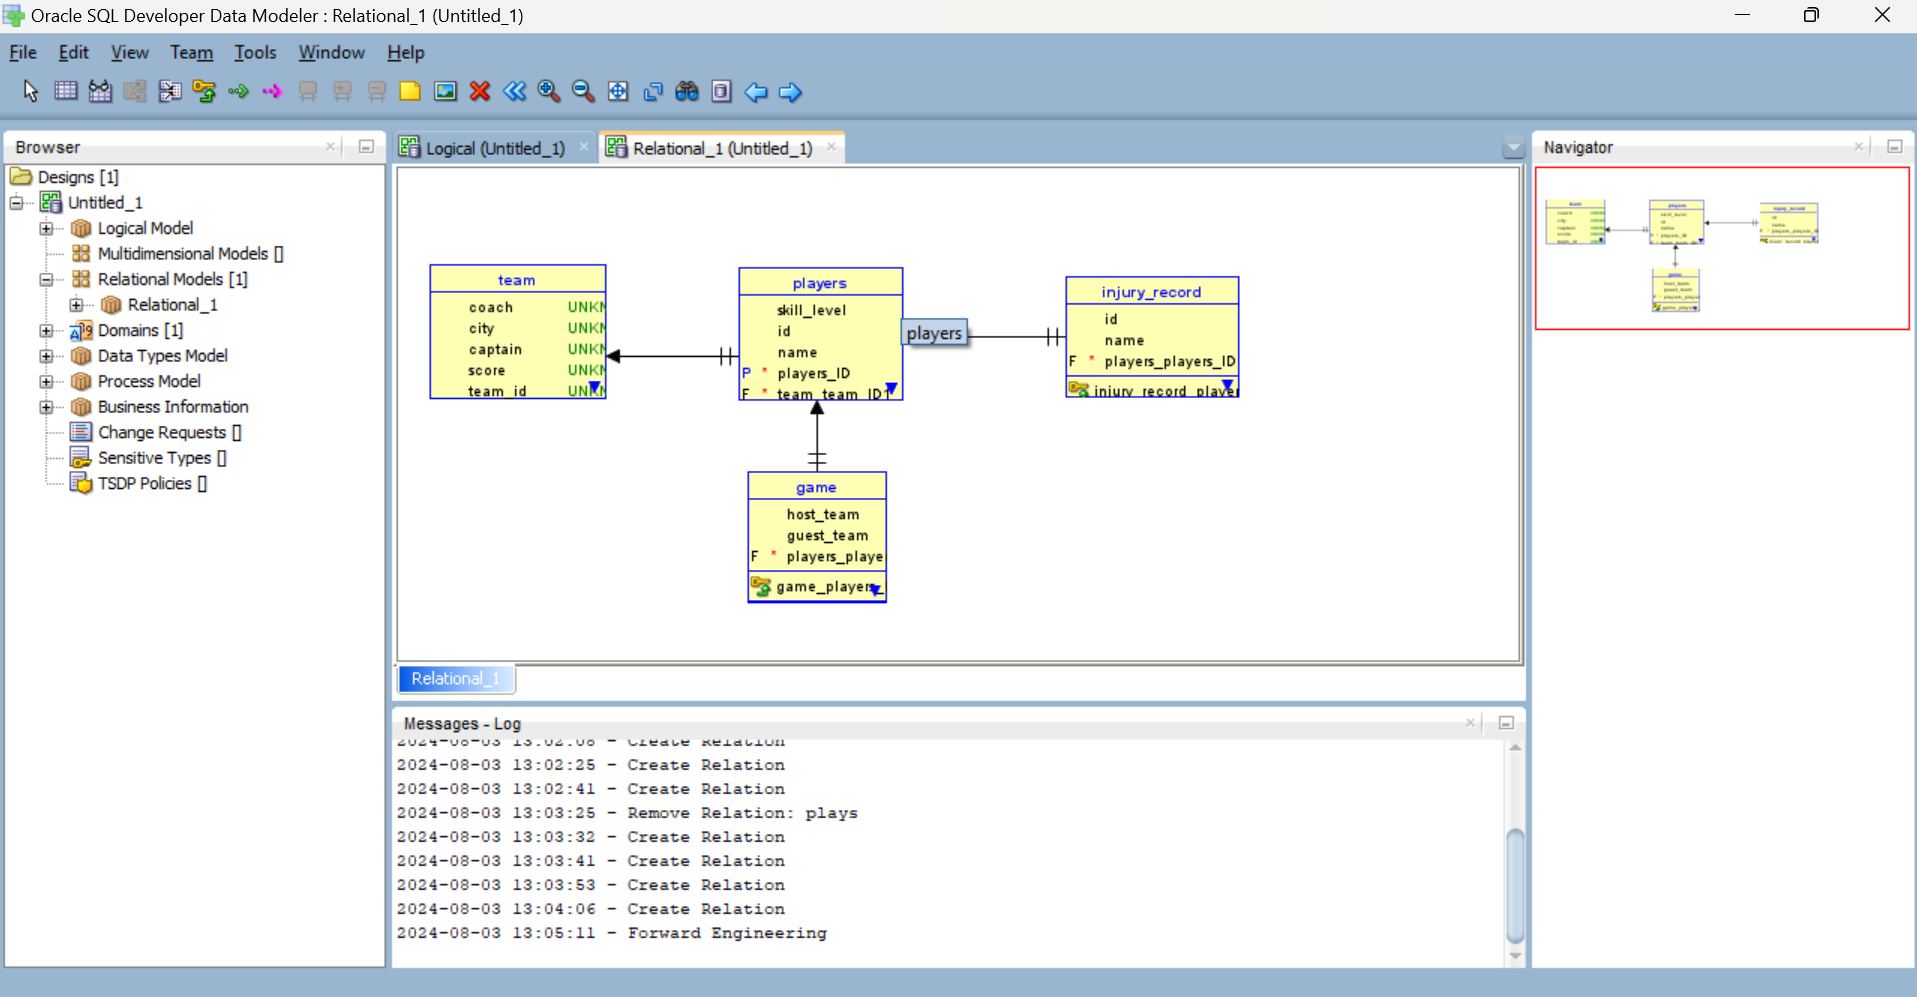 Oracle SQL Developer Data Modeler : Relational_1 (Untitled_1)
File Edit View Team Tools Window Help
Browser
Designs [1]
Untitled_1
Logical Model
Multidimensional Models []
Relational Models [1]
Relational_1
Domains [1]
Data Types Model
Process Model
Business Information
Change Requests []
Sensitive Types []
TSDP Policies []
Logical (Untitled_1)
Relational_1 (Untitled_1)
team
coach UNKN
city UNKN
captain UNKN
score UNKN
team_id UNKN
players
skill_level
id
name
P * players_ID
F * team_team_ID1
players
injury_record
id
name
F * players_players_ID
injury_record_player
game
host_team
guest_team
F * players_player
game_players_
Relational_1
Messages - Log
2024-08-03 13:02:08 - Create Relation
2024-08-03 13:02:25 - Create Relation
2024-08-03 13:02:41 - Create Relation
2024-08-03 13:03:25 - Remove Relation: plays
2024-08-03 13:03:32 - Create Relation
2024-08-03 13:03:41 - Create Relation
2024-08-03 13:03:53 - Create Relation
2024-08-03 13:04:06 - Create Relation
2024-08-03 13:05:11 - Forward Engineering
Navigator